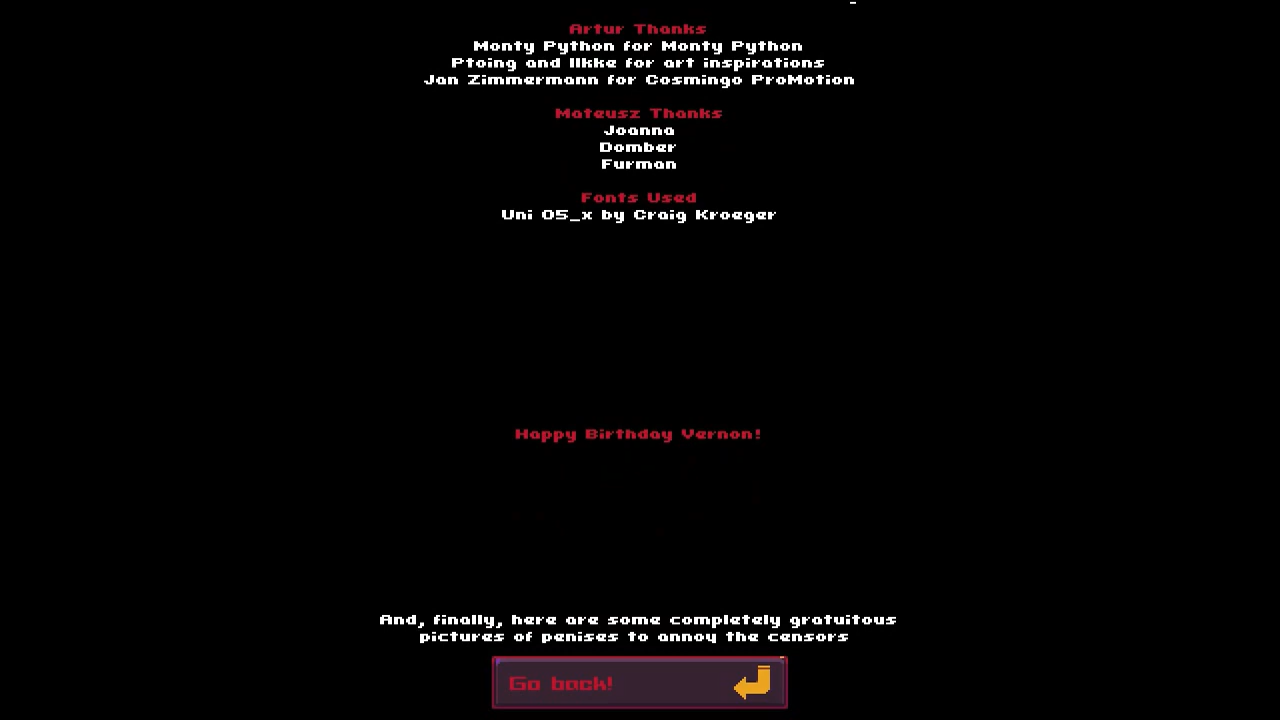 Artur Thanks
Monty Python for Monty Python
Ptoing and Ilkke for art inspirations
Jan Zimmermann for Cosmingo ProMotion
Mateusz Thanks
Joanna
Domber
Furman
Fonts Used
Uni 05_x by Craig Kroeger
Happy Birthday Vernon!
And, finally, here are some completely gratuitous
pictures of penises to annoy the censors
Go back!